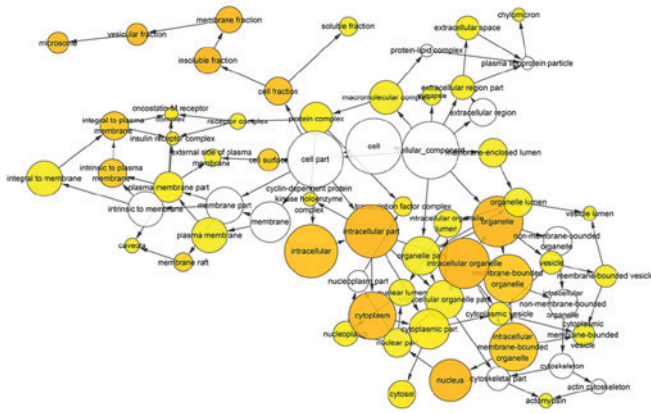 chylomicron
membrane fraction
soluble fraction
extracellular space
vesicular fraction
microsome
protein-lipid complex
insoluble fraction
plasma lipoprotein particle
cell fraction
extracellular region part
macromolecular complex
synapse
oncostatin-M receptor
complex
receptor complex
protein complex
extracellular region
integral to plasma
membrane
insulin receptor complex
cell
cellular_component
external side of plasma
membrane
cell surface
cell part
membrane-enclosed lumen
intrinsic to plasma
membrane
integral to membrane
plasma membrane part
cyclin-dependent protein
kinase holoenzyme
complex
transcription factor complex
organelle lumen
intrinsic to membrane
membrane part
vesicle lumen
membrane
intracellular part
intracellular organelle
lumen
organelle
non-membrane-bounded
organelle
plasma membrane
caveola
intracellular
organelle part
membrane raft
intracellular organelle
vesicle
membrane-bounded
organelle
membrane-bounded vesicle
nucleoplasm part
nuclear lumen
intracellular organelle part
intracellular
non-membrane-bounded
organelle
cytoplasm
cytoplasmic vesicle
cytoplasmic part
cytoplasmic
membrane-bounded
vesicle
nucleoplasm
nuclear part
intracellular
membrane-bounded
organelle
cytoskeleton
nucleus
cytoskeletal part
actin cytoskeleton
cytosol
actomyosin